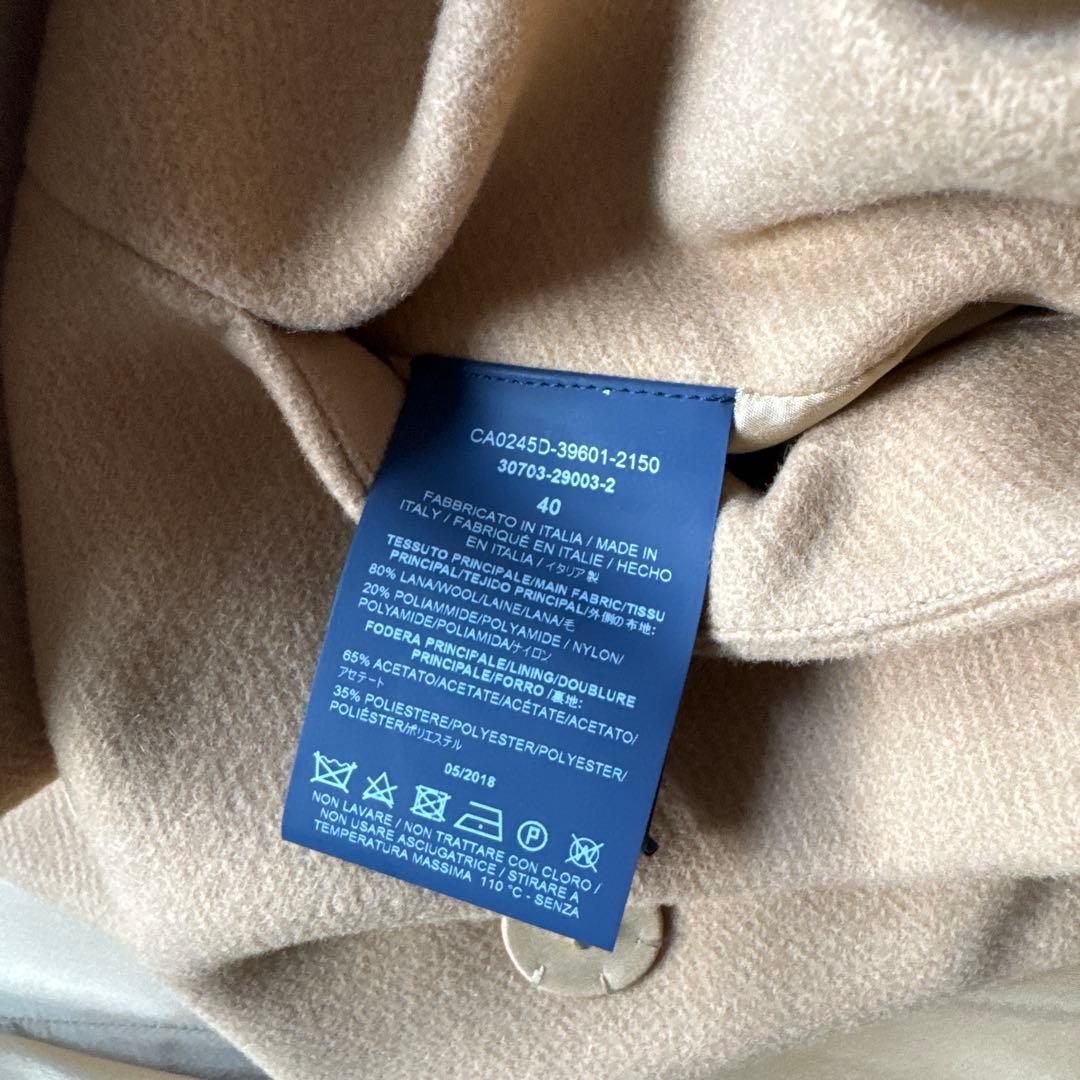 CA0245D-39601-2150
30703-29003-2
40
FABBRICATO IN ITALIA / MADE IN
ITALY / FABRIQUÉ EN ITALIE / HECHO
EN ITALIA / イタリア製
TESSUTO PRINCIPALE/MAIN FABRIC/TISSU
PRINCIPAL/TEJIDO PRINCIPAL/外側の布地:
80% LANA/WOOL/LAINE/LANA/毛
20% POLIAMMIDE/POLYAMIDE / NYLON/
POLYAMIDE/POLIAMIDA/ナイロン
FODERA PRINCIPALE/LINING/DOUBLURE
PRINCIPALE/FORRO /裏地:
65% ACETATO/ACETATE/ACÉTATE/ACETATO/
アセテート
35% POLIESTERE/POLYESTER/POLYESTER/
POLIÉSTER/ポリエステル
05/2018
P
NON LAVARE / NON TRATTARE CON CLORO /
NON USARE ASCIUGATRICE / STIRARE A
TEMPERATURA MASSIMA 110 °C - SENZA